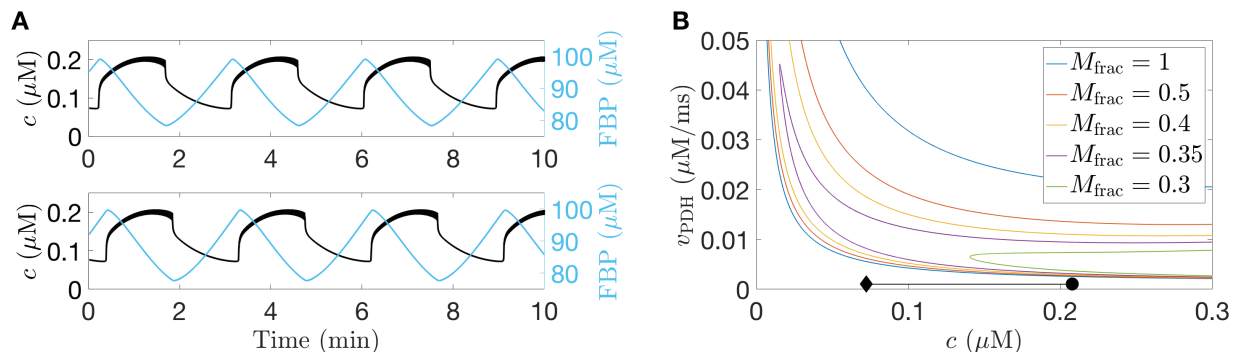 A
c (μM)
0.2
0.1
0
100
90
80
FBP (μM)
0 2 4 6 8 10
c (μM)
0.2
0.1
0
100
90
80
FBP (μM)
0 2 4 6 8 10
Time (min)
B
v_PDH (μM/ms)
0.05
0.04
0.03
0.02
0.01
0
M_frac = 1
M_frac = 0.5
M_frac = 0.4
M_frac = 0.35
M_frac = 0.3
0 0.1 0.2 0.3
c (μM)